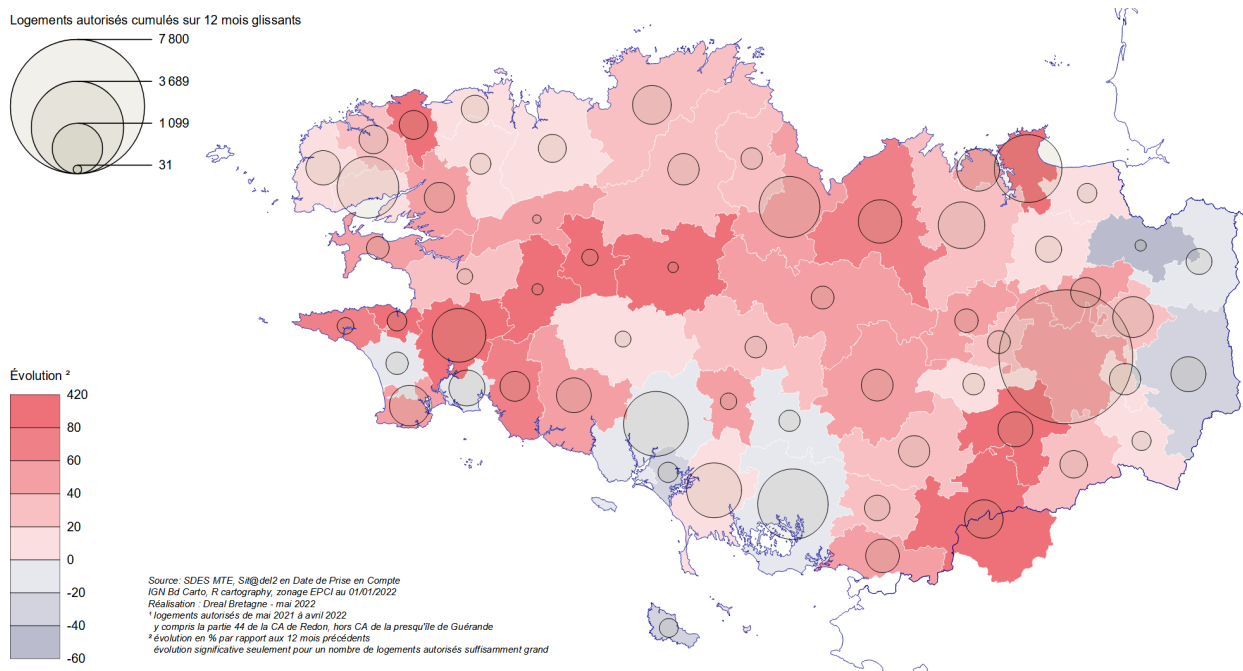 Logements autorisés cumulés sur 12 mois glissants
7 800
3 689
1 099
31
Évolution ²
420
80
60
40
20
0
-20
-40
-60
Source: SDES MTE, Sit@del2 en Date de Prise en Compte
IGN Bd Carto, R cartography, zonage EPCI au 01/01/2022
Réalisation : Dreal Bretagne - mai 2022
¹ logements autorisés de mai 2021 à avril 2022
y compris la partie 44 de la CA de Redon, hors CA de la presqu'île de Guérande
² évolution en % par rapport aux 12 mois précédents
évolution significative seulement pour un nombre de logements autorisés suffisamment grand